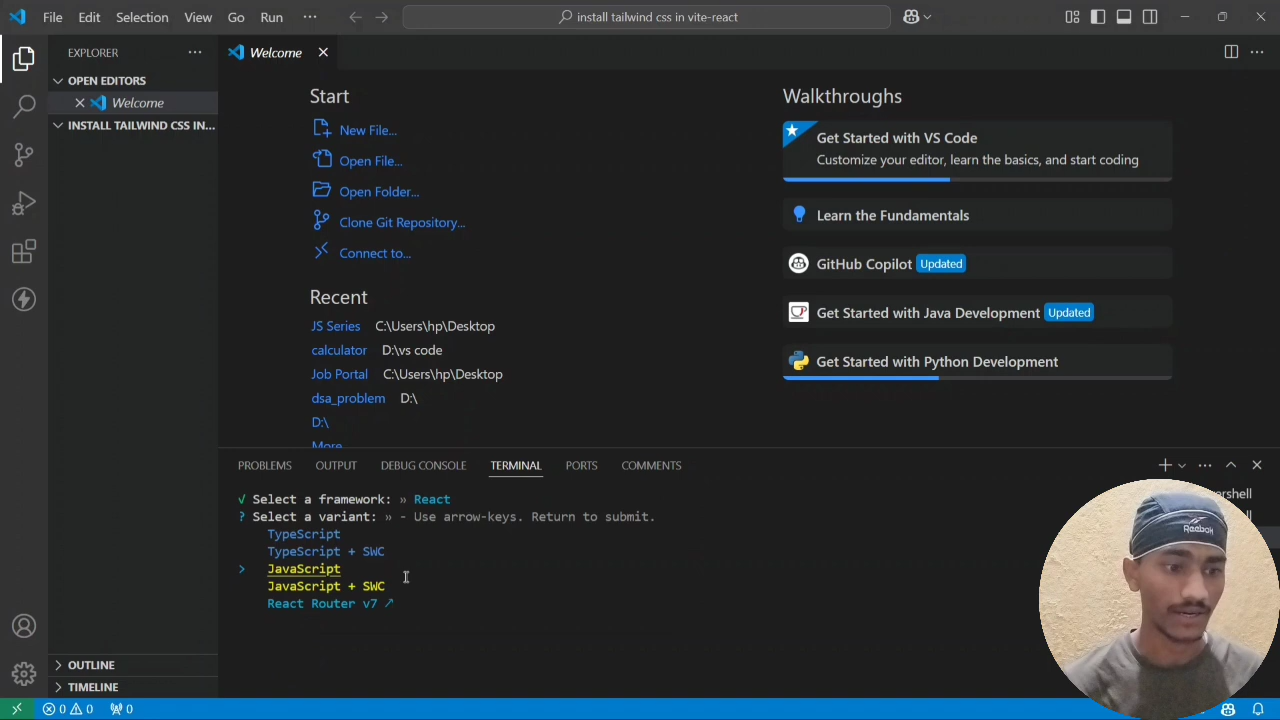 File Edit Selection View Go Run ··· install tailwind css in vite-react
EXPLORER ···
OPEN EDITORS
Welcome
INSTALL TAILWIND CSS IN...
OUTLINE
TIMELINE
Welcome
Start
New File...
Open File...
Open Folder...
Clone Git Repository...
Connect to...
Recent
JS Series C:\Users\hp\Desktop
calculator D:\vs code
Job Portal C:\Users\hp\Desktop
dsa_problem D:\
D:\
More...
Walkthroughs
Get Started with VS Code
Customize your editor, learn the basics, and start coding
Learn the Fundamentals
GitHub Copilot Updated
Get Started with Java Development Updated
Get Started with Python Development
PROBLEMS OUTPUT DEBUG CONSOLE TERMINAL PORTS COMMENTS
√ Select a framework: » React
? Select a variant: » - Use arrow-keys. Return to submit.
TypeScript
TypeScript + SWC
> JavaScript
JavaScript + SWC
React Router v7 ↗
Reebok
0 0 0